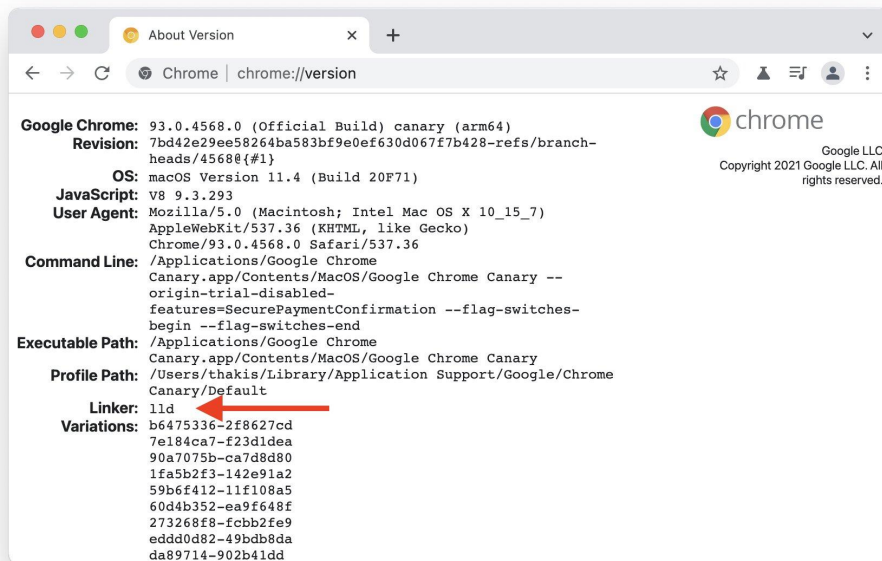 About Version
Chrome | chrome://version
chrome
Google LLC
Copyright 2021 Google LLC. All
rights reserved.
Google Chrome: 93.0.4568.0 (Official Build) canary (arm64)
Revision: 7bd42e29ee58264ba583bf9e0ef630d067f7b428-refs/branch-
heads/4568@{#1}
OS: macOS Version 11.4 (Build 20F71)
JavaScript: V8 9.3.293
User Agent: Mozilla/5.0 (Macintosh; Intel Mac OS X 10_15_7)
AppleWebKit/537.36 (KHTML, like Gecko)
Chrome/93.0.4568.0 Safari/537.36
Command Line: /Applications/Google Chrome
Canary.app/Contents/MacOS/Google Chrome Canary --
origin-trial-disabled-
features=SecurePaymentConfirmation --flag-switches-
begin --flag-switches-end
Executable Path: /Applications/Google Chrome
Canary.app/Contents/MacOS/Google Chrome Canary
Profile Path: /Users/thakis/Library/Application Support/Google/Chrome
Canary/Default
Linker: lld
Variations: b6475336-2f8627cd
7e184ca7-f23d1dea
90a7075b-ca7d8d80
1fa5b2f3-142e91a2
59b6f412-11f108a5
60d4b352-ea9f648f
273268f8-fcbb2fe9
eddd0d82-49bdb8da
da89714-902b41dd